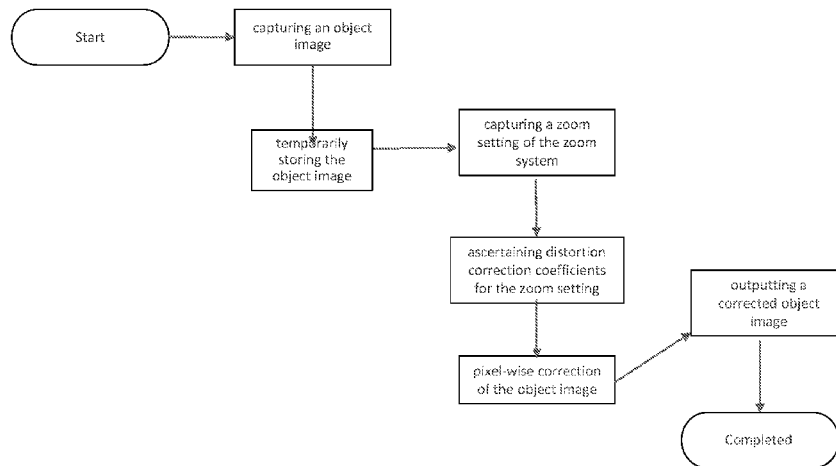 Start
capturing an object
image
temporarily
storing the
object image
capturing a zoom
setting of the zoom
system
ascertaining distortion
correction coefficients
for the zoom setting
pixel-wise correction
of the object image
outputting a
corrected object
image
Completed